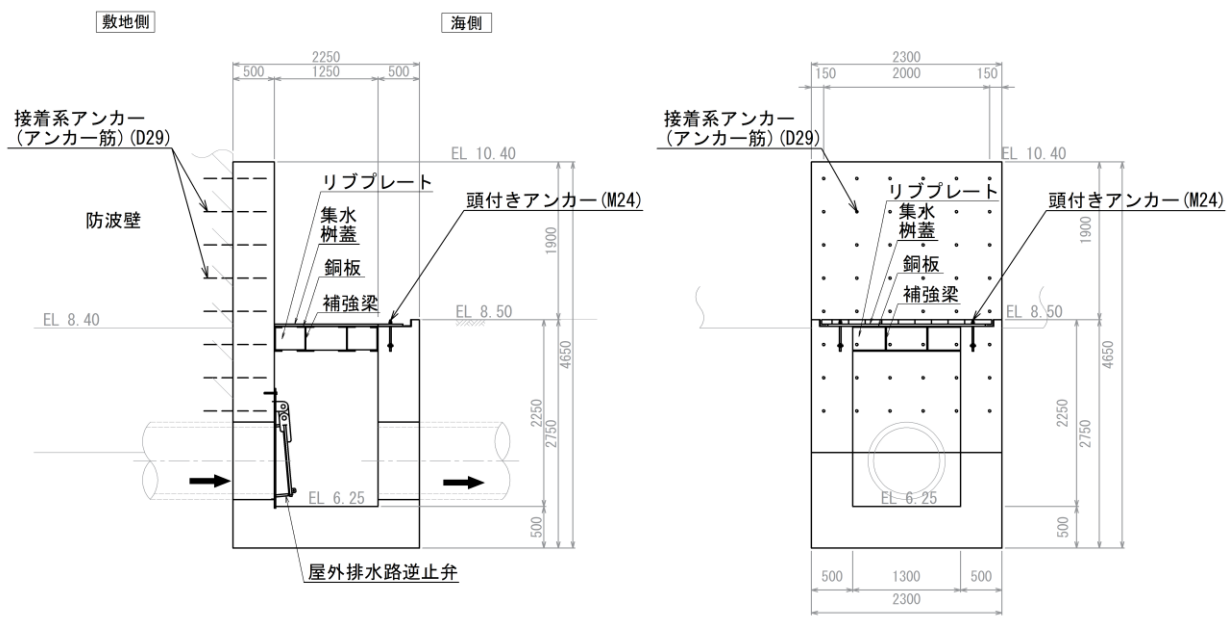 敷地側
海側
2250
500
1250
500
接着系アンカー
(アンカー筋)(D29)
EL 10.40
リブプレート
集水
桝蓋
頭付きアンカー(M24)
防波壁
銅板
補強梁
1900
EL 8.40
EL 8.50
4650
2250
2750
EL 6.25
500
屋外排水路逆止弁
2300
150
2000
150
接着系アンカー
(アンカー筋)(D29)
EL 10.40
リブプレート
集水
桝蓋
頭付きアンカー(M24)
銅板
補強梁
1900
EL 8.50
4650
2250
2750
EL 6.25
500
500
1300
500
2300